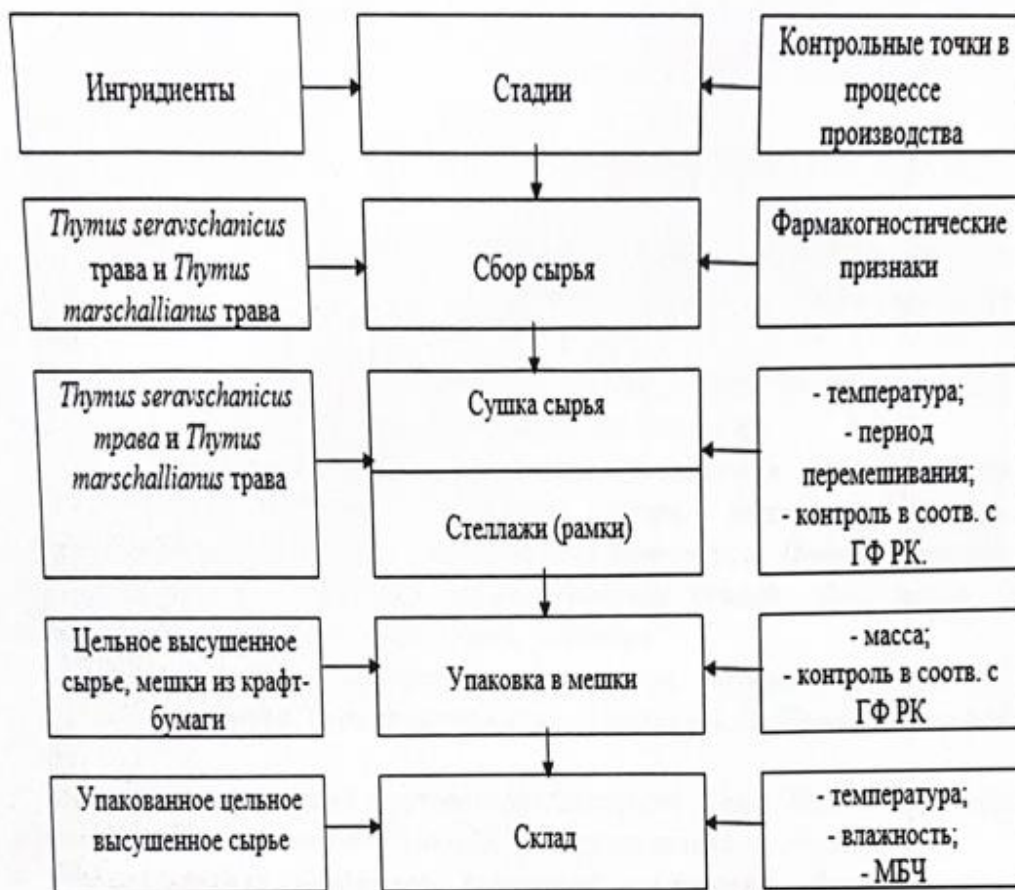 Ингридиенты
Стадии
Контрольные точки в
процессе
производства
Thymus seravschanicus
трава и Thymus
marschallianus трава
Сбор сырья
Фармакогностические
признаки
Thymus seravschanicus
трава и Thymus
marschallianus трава
Сушка сырья
Стеллажи (рамки)
- температура;
- период
перемешивания;
- контроль в соотв. с
ГФ РК.
Цельное высушенное
сырье, мешки из крафт-
бумаги
Упаковка в мешки
- масса;
- контроль в соотв. с
ГФ РК
Упакованное цельное
высушенное сырье
Склад
- температура;
- влажность;
- МБЧ